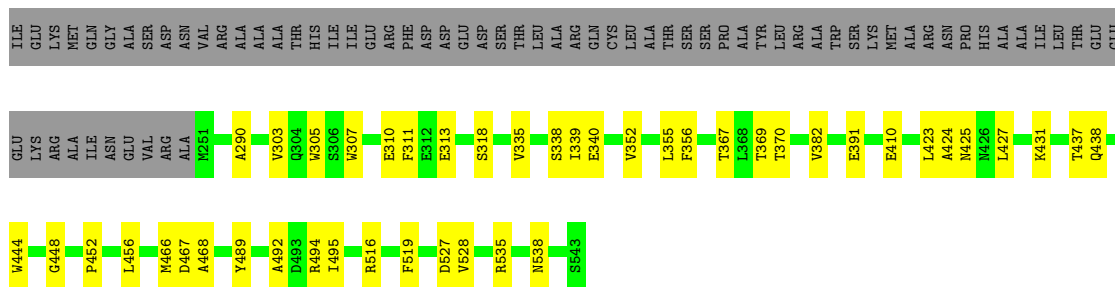 ILE GLU LYS MET GLN GLY ALA SER ASP ASN VAL ARG ALA ALA ALA THR HIS ILE ILE GLU ARG PHE ASP ASP GLU ASP SER THR LEU ALA ARG GLN CYS LEU ALA THR SER SER PRO ALA TYR LEU ARG ALA TRP SER LYS MET ALA ARG ASN PRO HIS ALA ALA ILE LEU THR GLU GLU
GLU LYS ARG ALA ILE ASN GLU VAL ARG ALA M251 A290 V303 Q304 W305 S306 W307 E310 F311 E312 E313 S318 V335 S338 I339 E340 V352 L355 F356 T367 L368 T369 T370 V382 E391 E410 L423 A424 N425 N426 L427 K431 T437 Q438
W444 G448 P452 L456 M466 D467 A468 Y489 A492 D493 R494 I495 R516 F519 D527 V528 R535 N538 S543